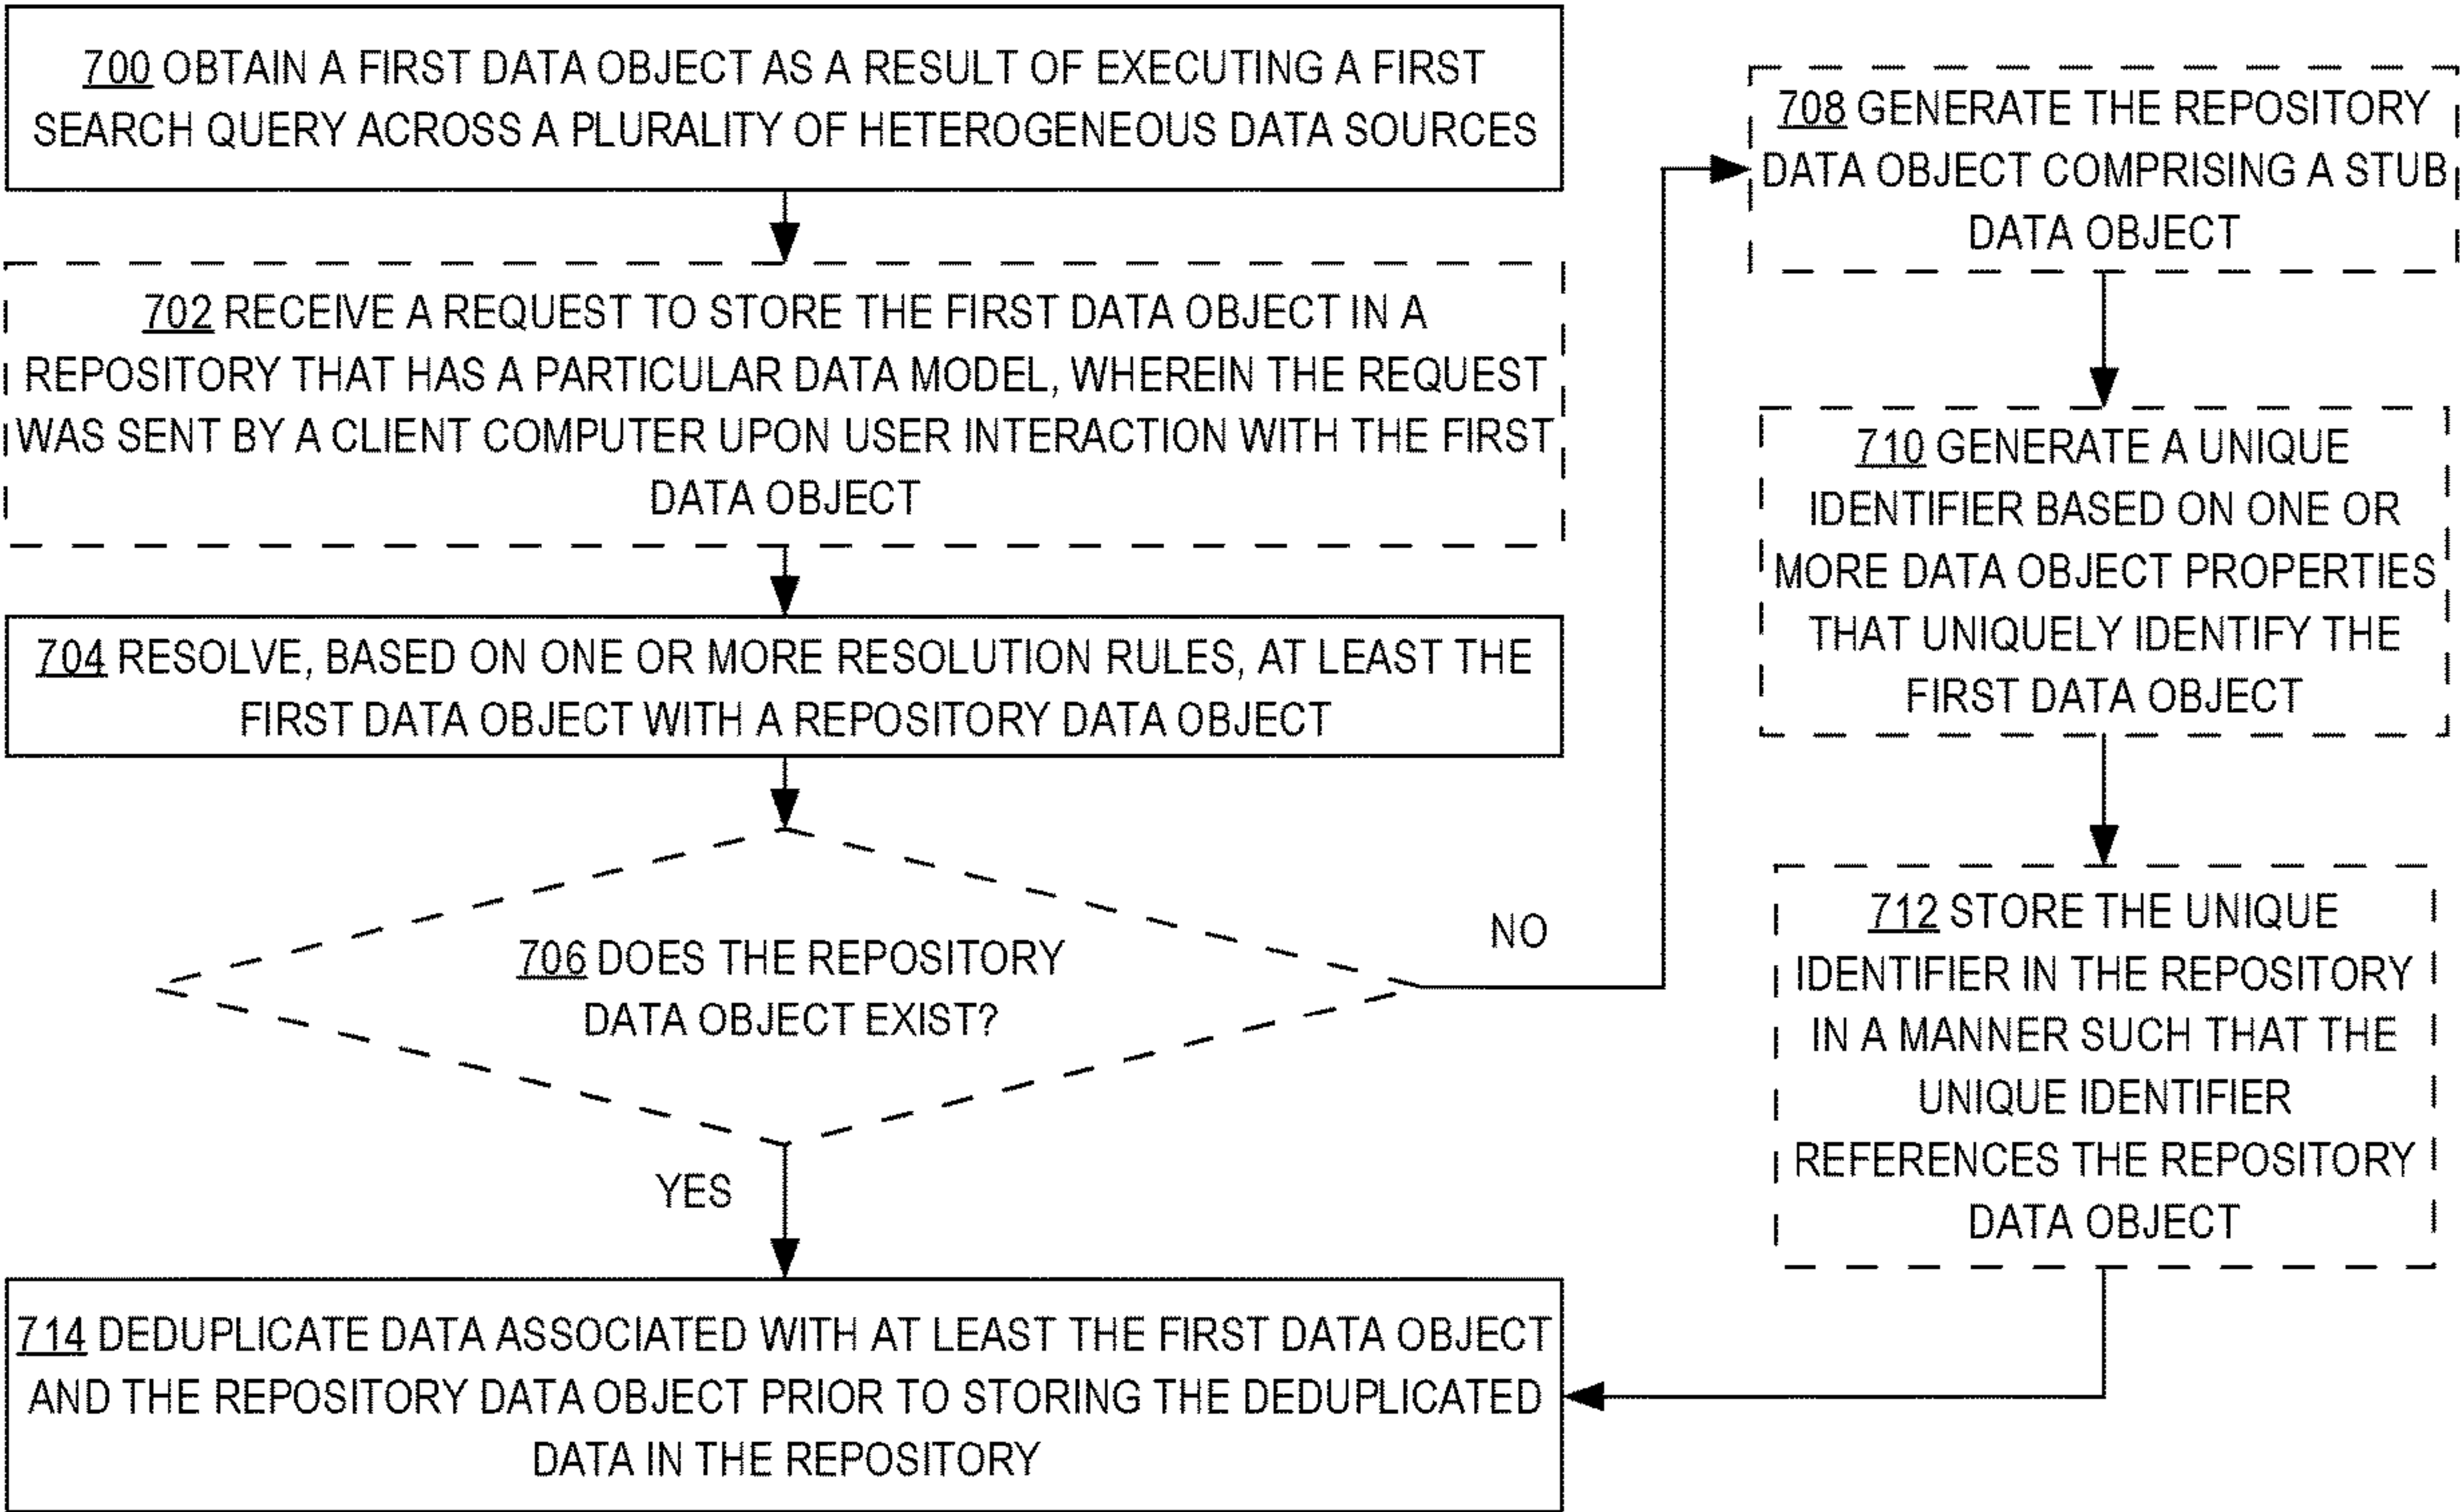 700 OBTAIN A FIRST DATA OBJECT AS A RESULT OF EXECUTING A FIRST
SEARCH QUERY ACROSS A PLURALITY OF HETEROGENEOUS DATA SOURCES
702 RECEIVE A REQUEST TO STORE THE FIRST DATA OBJECT IN A
REPOSITORY THAT HAS A PARTICULAR DATA MODEL, WHEREIN THE REQUEST
WAS SENT BY A CLIENT COMPUTER UPON USER INTERACTION WITH THE FIRST
DATA OBJECT
704 RESOLVE, BASED ON ONE OR MORE RESOLUTION RULES, AT LEAST THE
FIRST DATA OBJECT WITH A REPOSITORY DATA OBJECT
706 DOES THE REPOSITORY
DATA OBJECT EXIST?
NO
YES
708 GENERATE THE REPOSITORY
DATA OBJECT COMPRISING A STUB
DATA OBJECT
710 GENERATE A UNIQUE
IDENTIFIER BASED ON ONE OR
MORE DATA OBJECT PROPERTIES
THAT UNIQUELY IDENTIFY THE
FIRST DATA OBJECT
712 STORE THE UNIQUE
IDENTIFIER IN THE REPOSITORY
IN A MANNER SUCH THAT THE
UNIQUE IDENTIFIER
REFERENCES THE REPOSITORY
DATA OBJECT
714 DEDUPLICATE DATA ASSOCIATED WITH AT LEAST THE FIRST DATA OBJECT
AND THE REPOSITORY DATA OBJECT PRIOR TO STORING THE DEDUPLICATED
DATA IN THE REPOSITORY